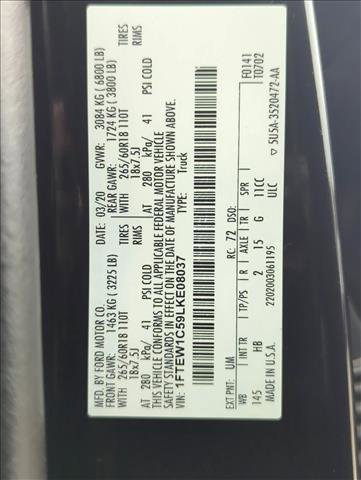 MFD. BY FORD MOTOR CO.
DATE: 03/20 GVWR: 3084 KG ( 6800 LB)
FRONT GAWR: 1463 KG ( 3225 LB) REAR GAWR: 1724 KG ( 3800 LB)
WITH 265/60R18 110T TIRES WITH 265/60R18 110T TIRES
18x7.5J RIMS 18x7.5J RIMS
AT 280 kPa/ 41 PSI COLD AT 280 kPa/ 41 PSI COLD
THIS VEHICLE CONFORMS TO ALL APPLICABLE FEDERAL MOTOR VEHICLE
SAFETY STANDARDS IN EFFECT ON THE DATE OF MANUFACTURE SHOWN ABOVE.
VIN: 1FTEW1C59LKE08037 TYPE: Truck
F0141
T0702
EXT PNT: UM RC: 72 DSO:
WB INT TR TP/PS R AXLE TR SPR
145 HB 2 15 G 11CC
MADE IN U.S.A. 2202003061195 ULC
5U5A-3520472-AA